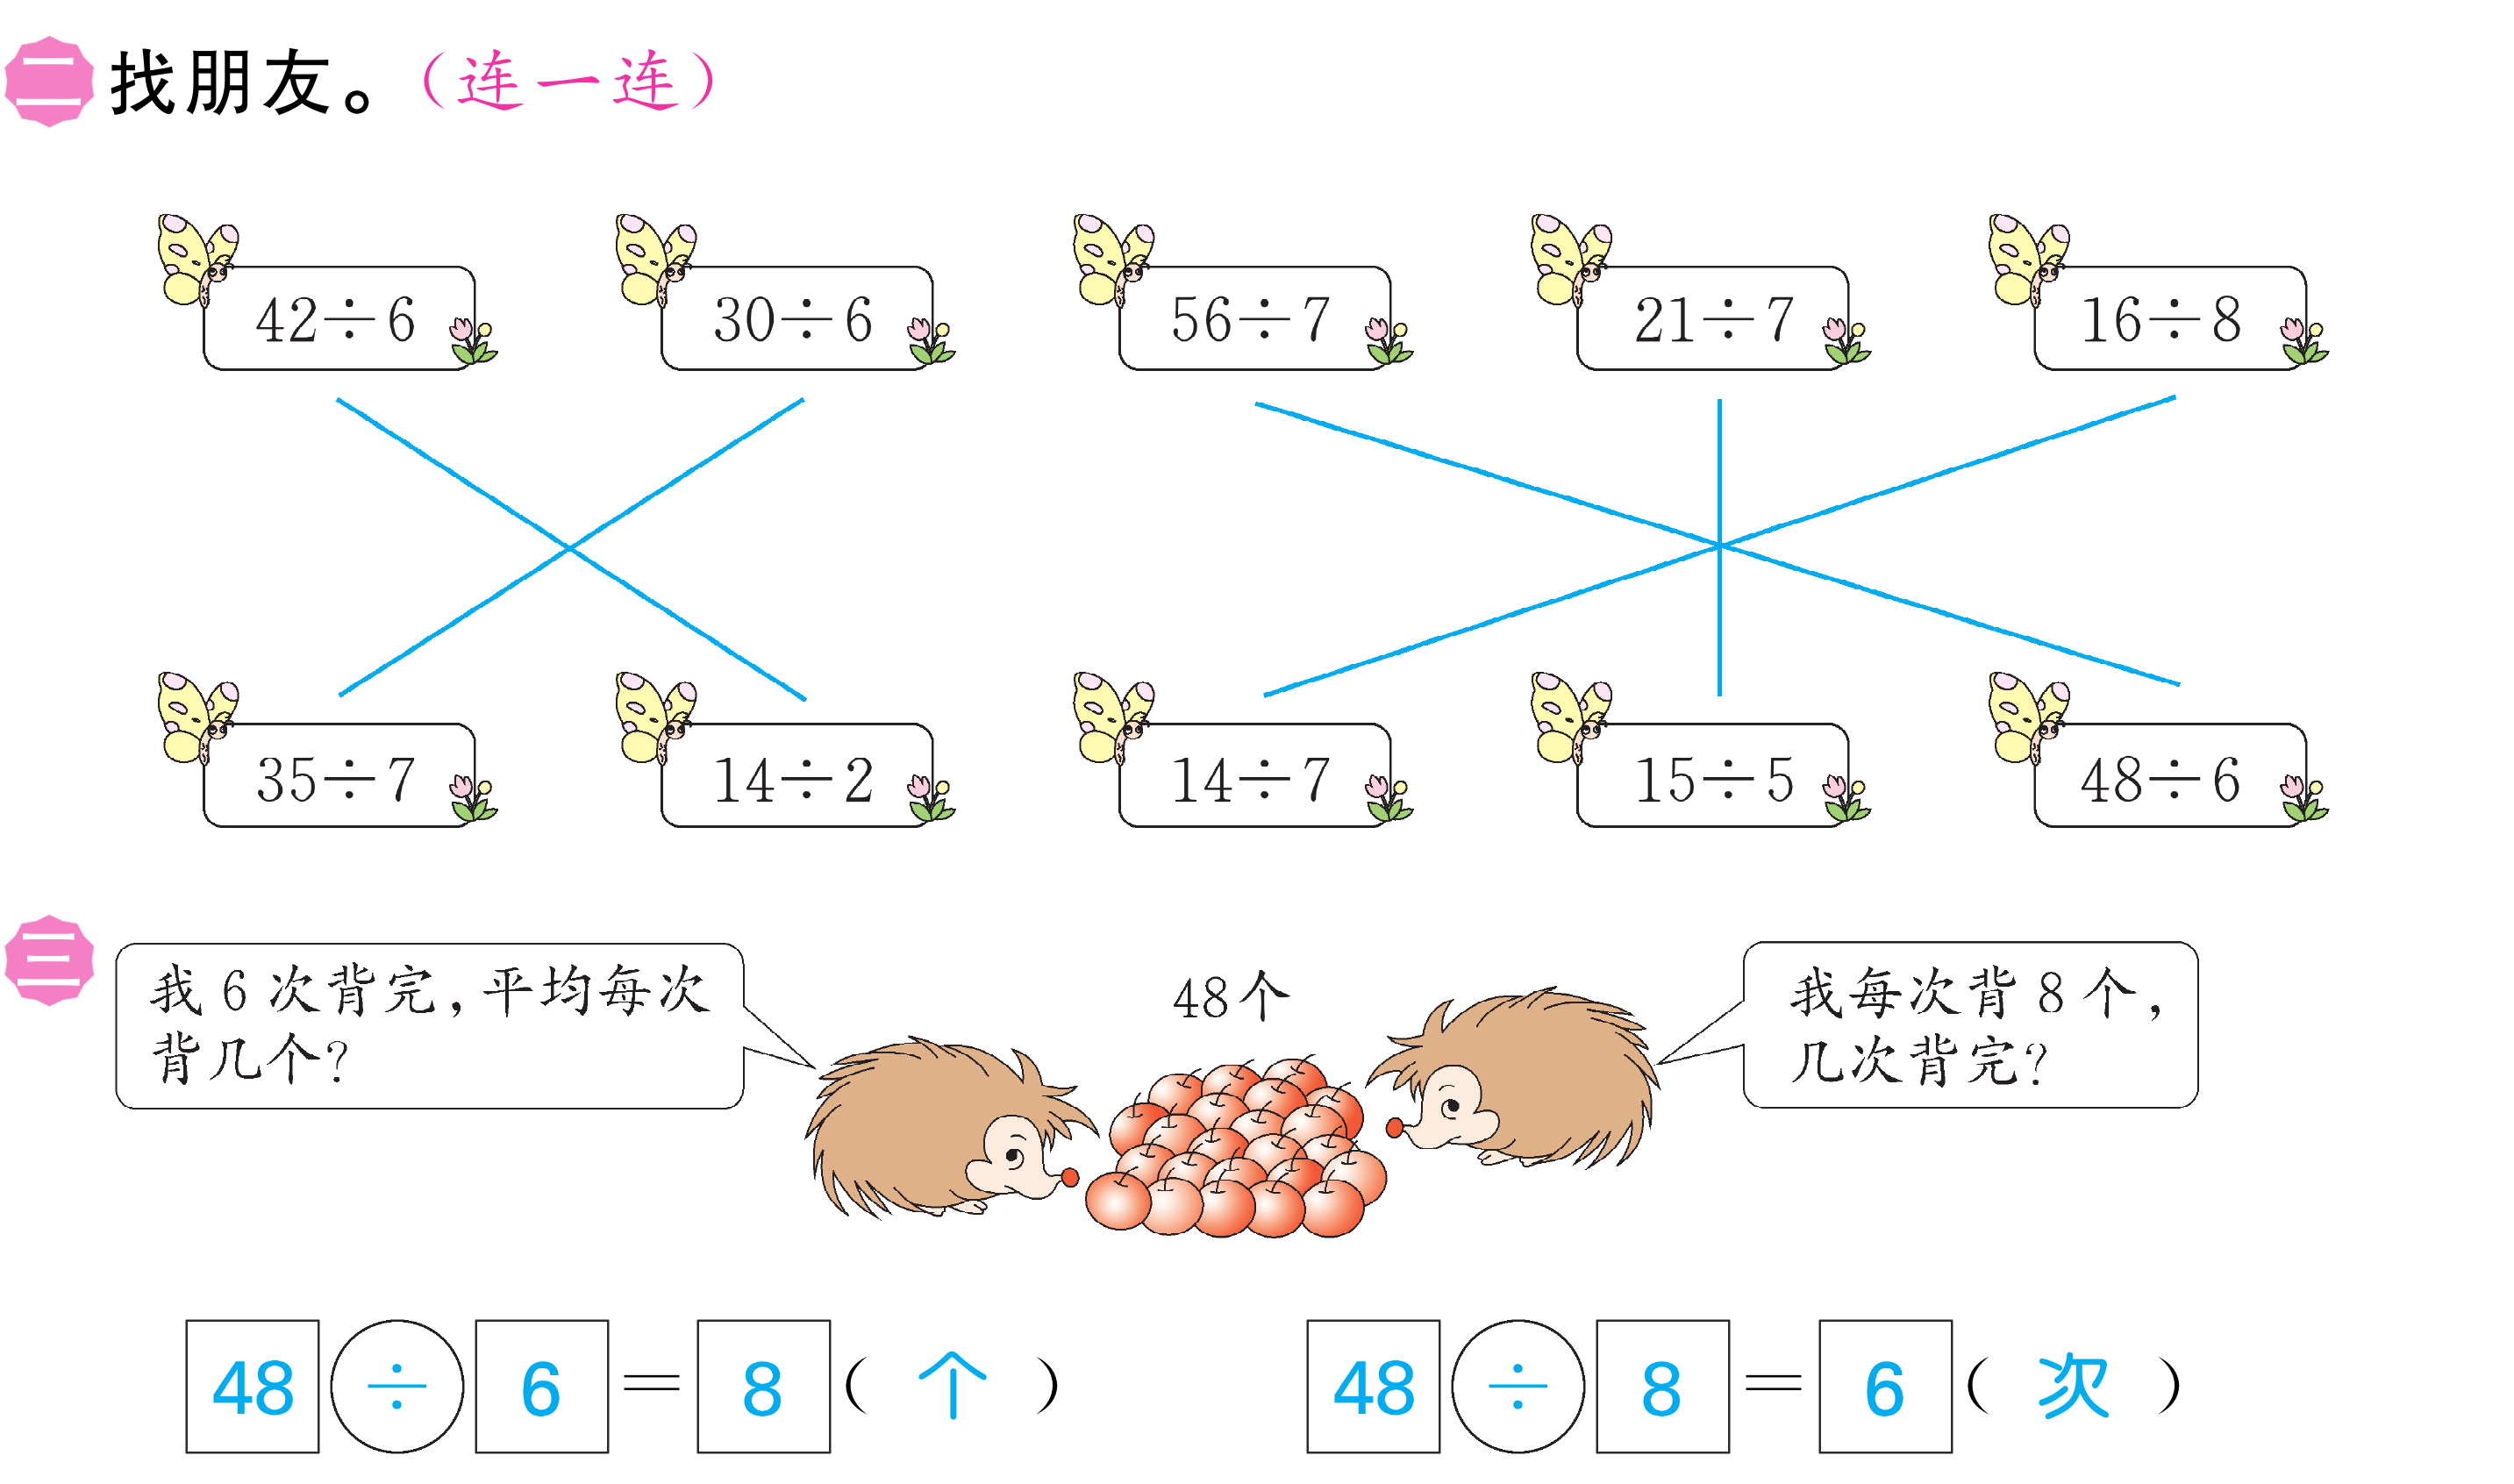 二 找朋友。(连一连)
42÷6 30÷6 56÷7 21÷7 16÷8
35÷7 14÷2 14÷7 15÷5 48÷6
三
我 6 次背完,平均每次
背几个?
48个
我每次背 8 个,
几次背完?
48 ÷ 6 = 8 ( 个 )
48 ÷ 8 = 6 ( 次 )